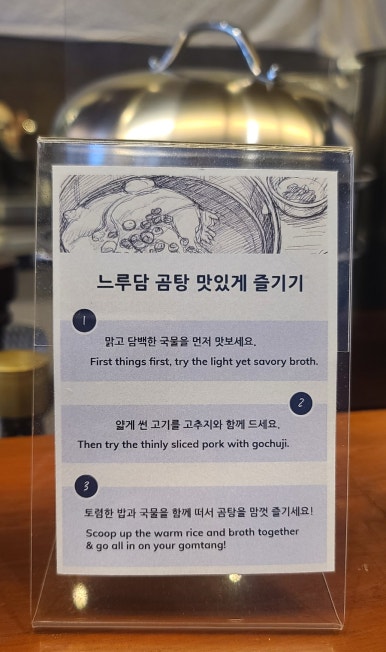 느루담 곰탕 맛있게 즐기기
1
맑고 담백한 국물을 먼저 맛보세요.
First things first, try the light yet savory broth.
2
얇게 썬 고기를 고추지와 함께 드세요.
Then try the thinly sliced pork with gochuji.
3
토렴한 밥과 국물을 함께 떠서 곰탕을 맘껏 즐기세요!
Scoop up the warm rice and broth together
& go all in on your gomtang!